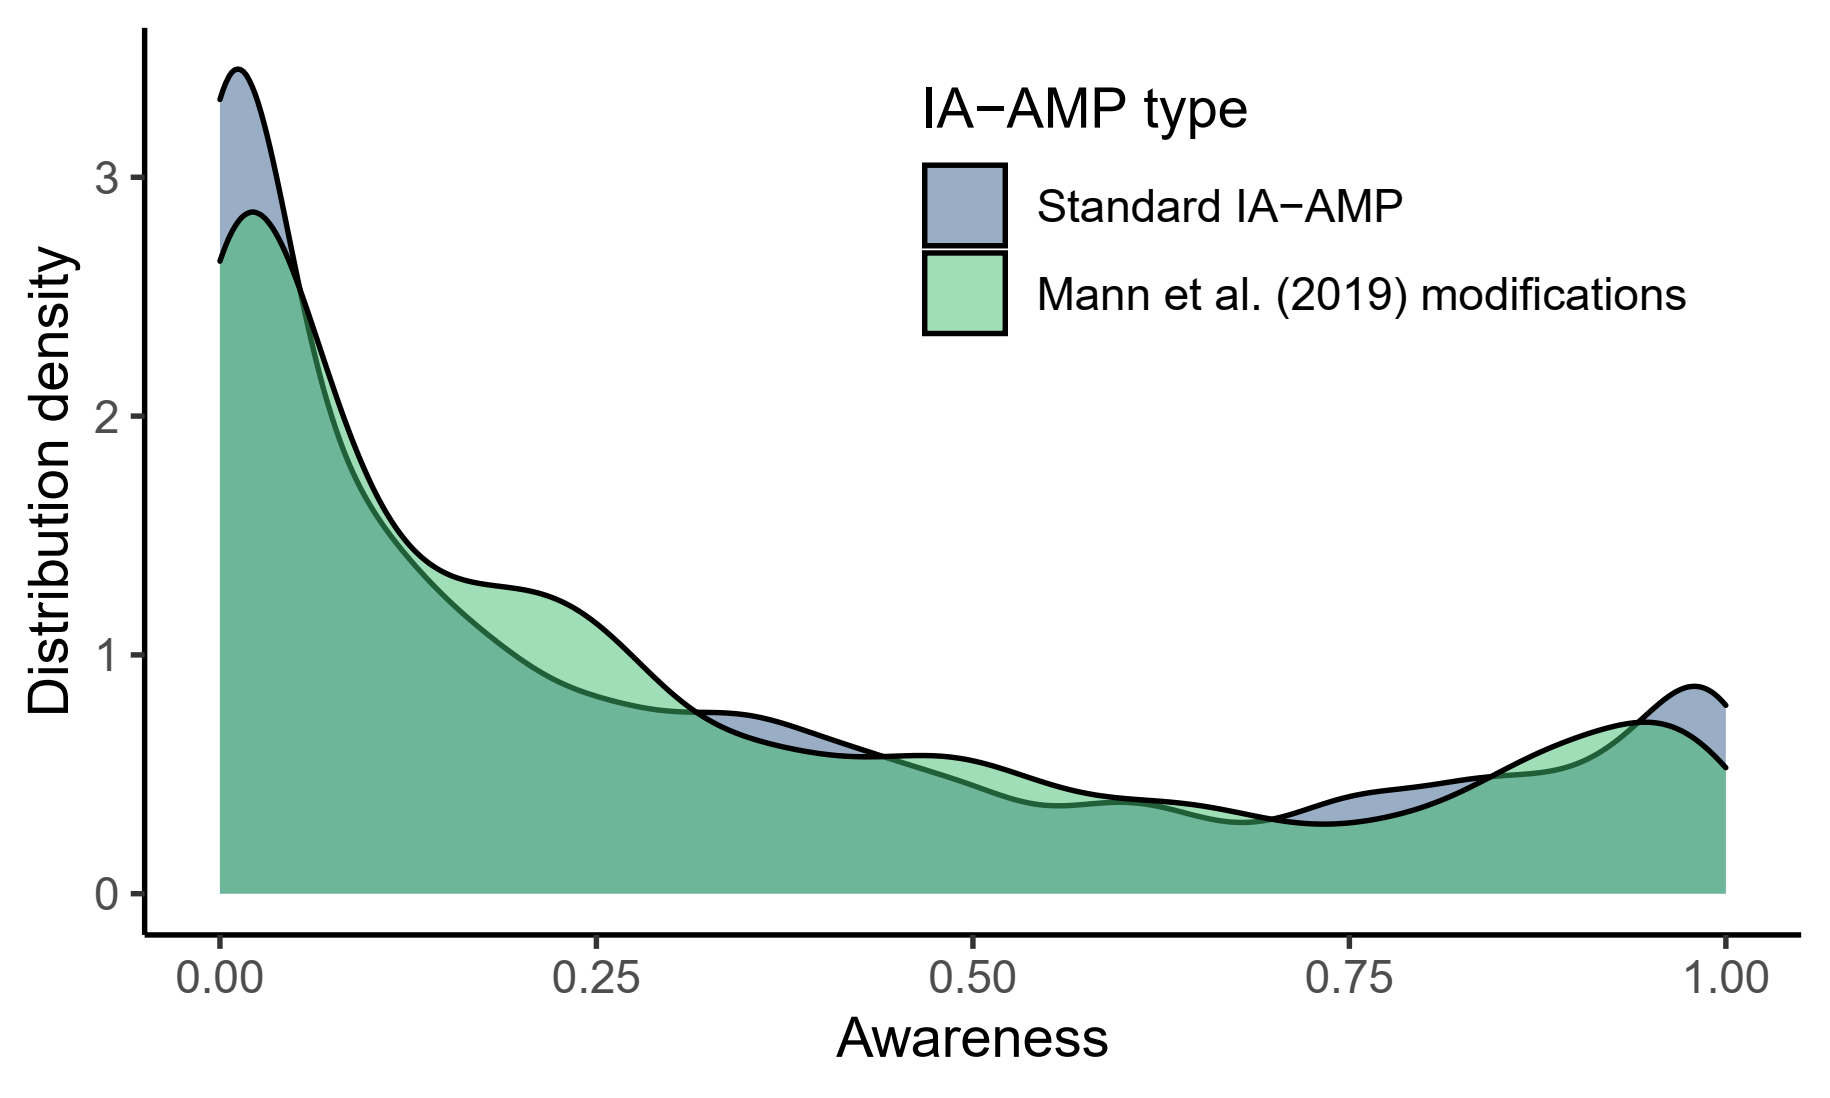 IA−AMP type
Standard IA−AMP
Mann et al. (2019) modifications
Distribution density
3
2
1
0
0.00 0.25 0.50 0.75 1.00
Awareness